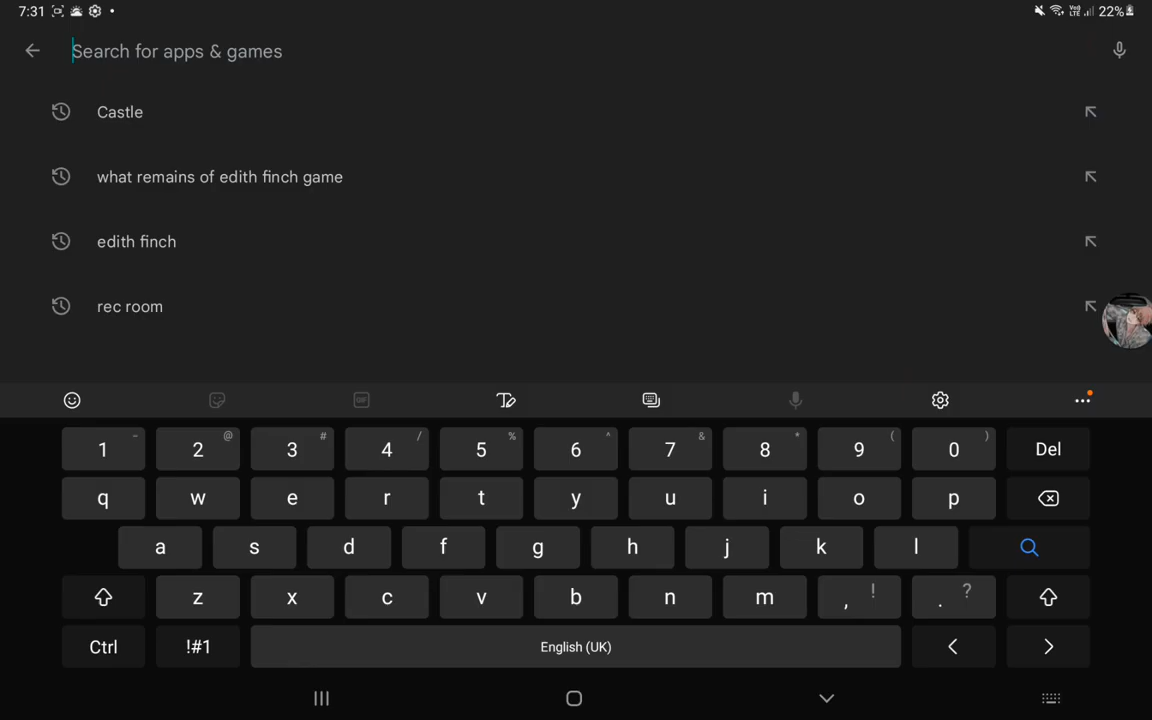 7:31 22%
Search for apps & games
Castle
what remains of edith finch game
edith finch
rec room
GIF
1 - 2 @ 3 # 4 / 5 % 6 ^ 7 & 8 * 9 ( 0 ) Del
q w e r t y u i o p
a s d f g h j k l
z x c v b n m , ! . ?
Ctrl !#1 English (UK) < >